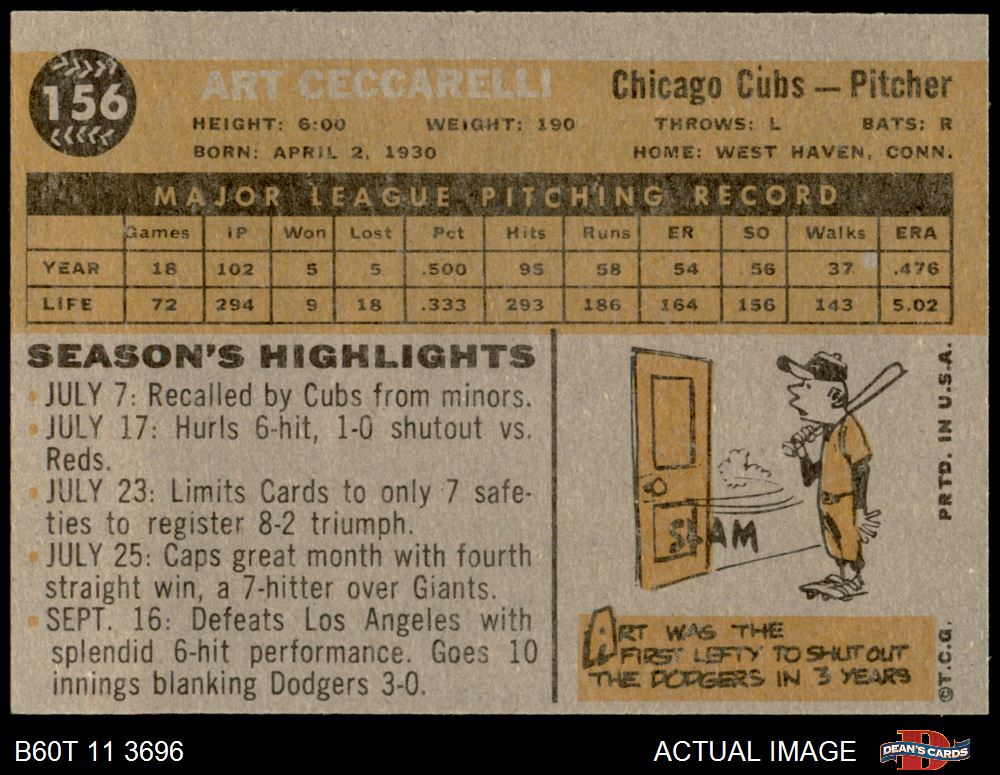 156
ART CECCARELLI
Chicago Cubs — Pitcher
HEIGHT: 6:00 WEIGHT: 190 THROWS: L BATS: R
BORN: APRIL 2, 1930 HOME: WEST HAVEN, CONN.
MAJOR LEAGUE PITCHING RECORD
Games IP Won Lost Pct Hits Runs ER SO Walks ERA
YEAR 18 102 5 5 .500 95 58 54 56 37 .476
LIFE 72 294 9 18 .333 293 186 164 156 143 5.02
SEASON'S HIGHLIGHTS
• JULY 7: Recalled by Cubs from minors.
• JULY 17: Hurls 6-hit, 1-0 shutout vs.
Reds.
• JULY 23: Limits Cards to only 7 safe-
ties to register 8-2 triumph.
• JULY 25: Caps great month with fourth
straight win, a 7-hitter over Giants.
• SEPT. 16: Defeats Los Angeles with
splendid 6-hit performance. Goes 10
innings blanking Dodgers 3-0.
SLAM
ART WAS THE
FIRST LEFTY TO SHUT OUT
THE DODGERS IN 3 YEARS
©T.C.G. PRTD. IN U.S.A.
B60T 11 3696
ACTUAL IMAGE
D
DEAN'S CARDS